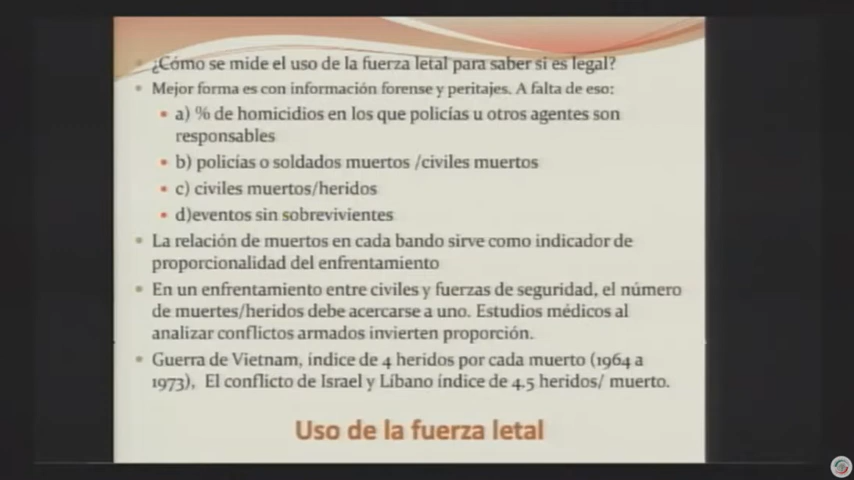 ¿Cómo se mide el uso de la fuerza letal para saber si es legal?
Mejor forma es con información forense y peritajes. A falta de eso:
a) % de homicidios en los que policías u otros agentes son
responsables
b) policías o soldados muertos /civiles muertos
c) civiles muertos/heridos
d)eventos sin sobrevivientes
La relación de muertos en cada bando sirve como indicador de
proporcionalidad del enfrentamiento
En un enfrentamiento entre civiles y fuerzas de seguridad, el número
de muertes/heridos debe acercarse a uno. Estudios médicos al
analizar conflictos armados invierten proporción.
Guerra de Vietnam, índice de 4 heridos por cada muerto (1964 a
1973), El conflicto de Israel y Líbano índice de 4.5 heridos/ muerto.
Uso de la fuerza letal